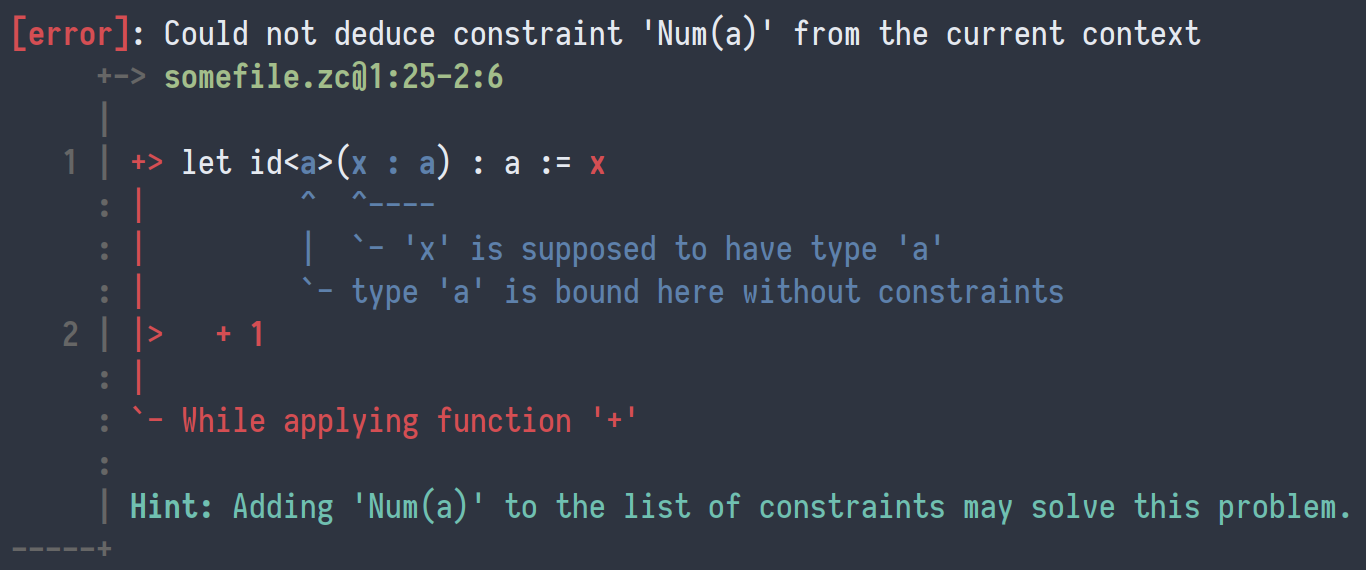 [error]: Could not deduce constraint 'Num(a)' from the current context
     +-> somefile.zc@1:25-2:6
     |
   1 | +> let id<a>(x : a) : a := x
     : |         ^  ^----
     : |         |  `- 'x' is supposed to have type 'a'
     : |         `- type 'a' is bound here without constraints
   2 | |>   + 1
     : |
     : `- While applying function '+'
     :
     | Hint: Adding 'Num(a)' to the list of constraints may solve this problem.
-----+